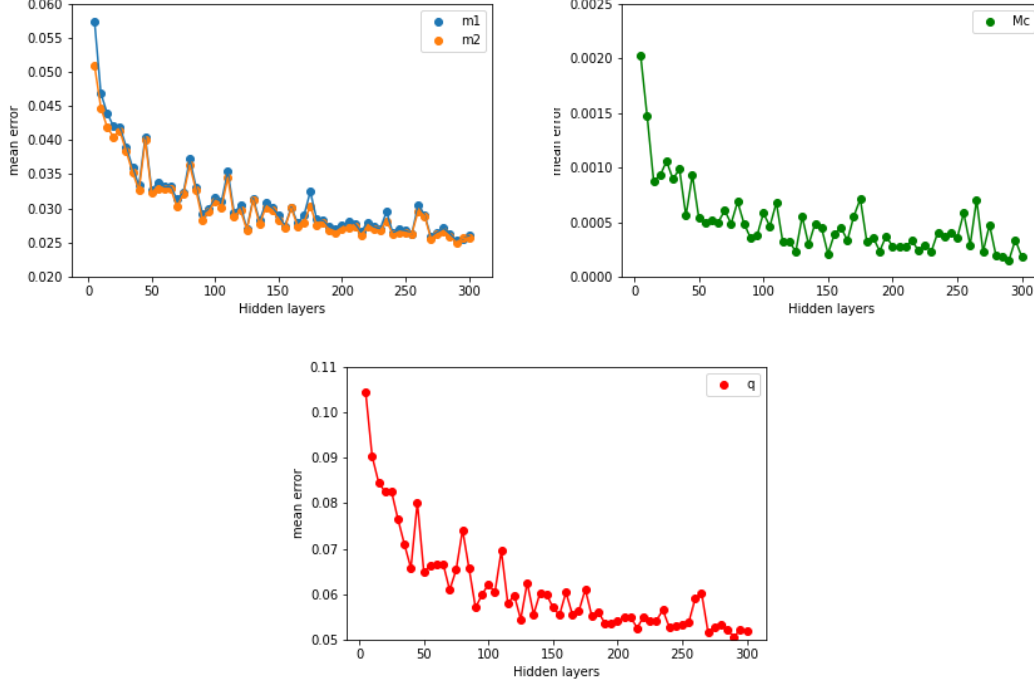 0.060
0.055
0.050
0.045
0.040
0.035
0.030
0.025
0.020
mean error
m1
m2
0 50 100 150 200 250 300
Hidden layers
0.0025
0.0020
0.0015
0.0010
0.0005
0.0000
mean error
Mc
0 50 100 150 200 250 300
Hidden layers
0.11
0.10
0.09
0.08
0.07
0.06
0.05
mean error
q
0 50 100 150 200 250 300
Hidden layers